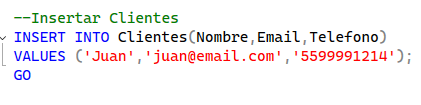 --Insertar Clientes
INSERT INTO Clientes(Nombre,Email,Telefono)
VALUES ('Juan','juan@email.com','5599991214');
GO